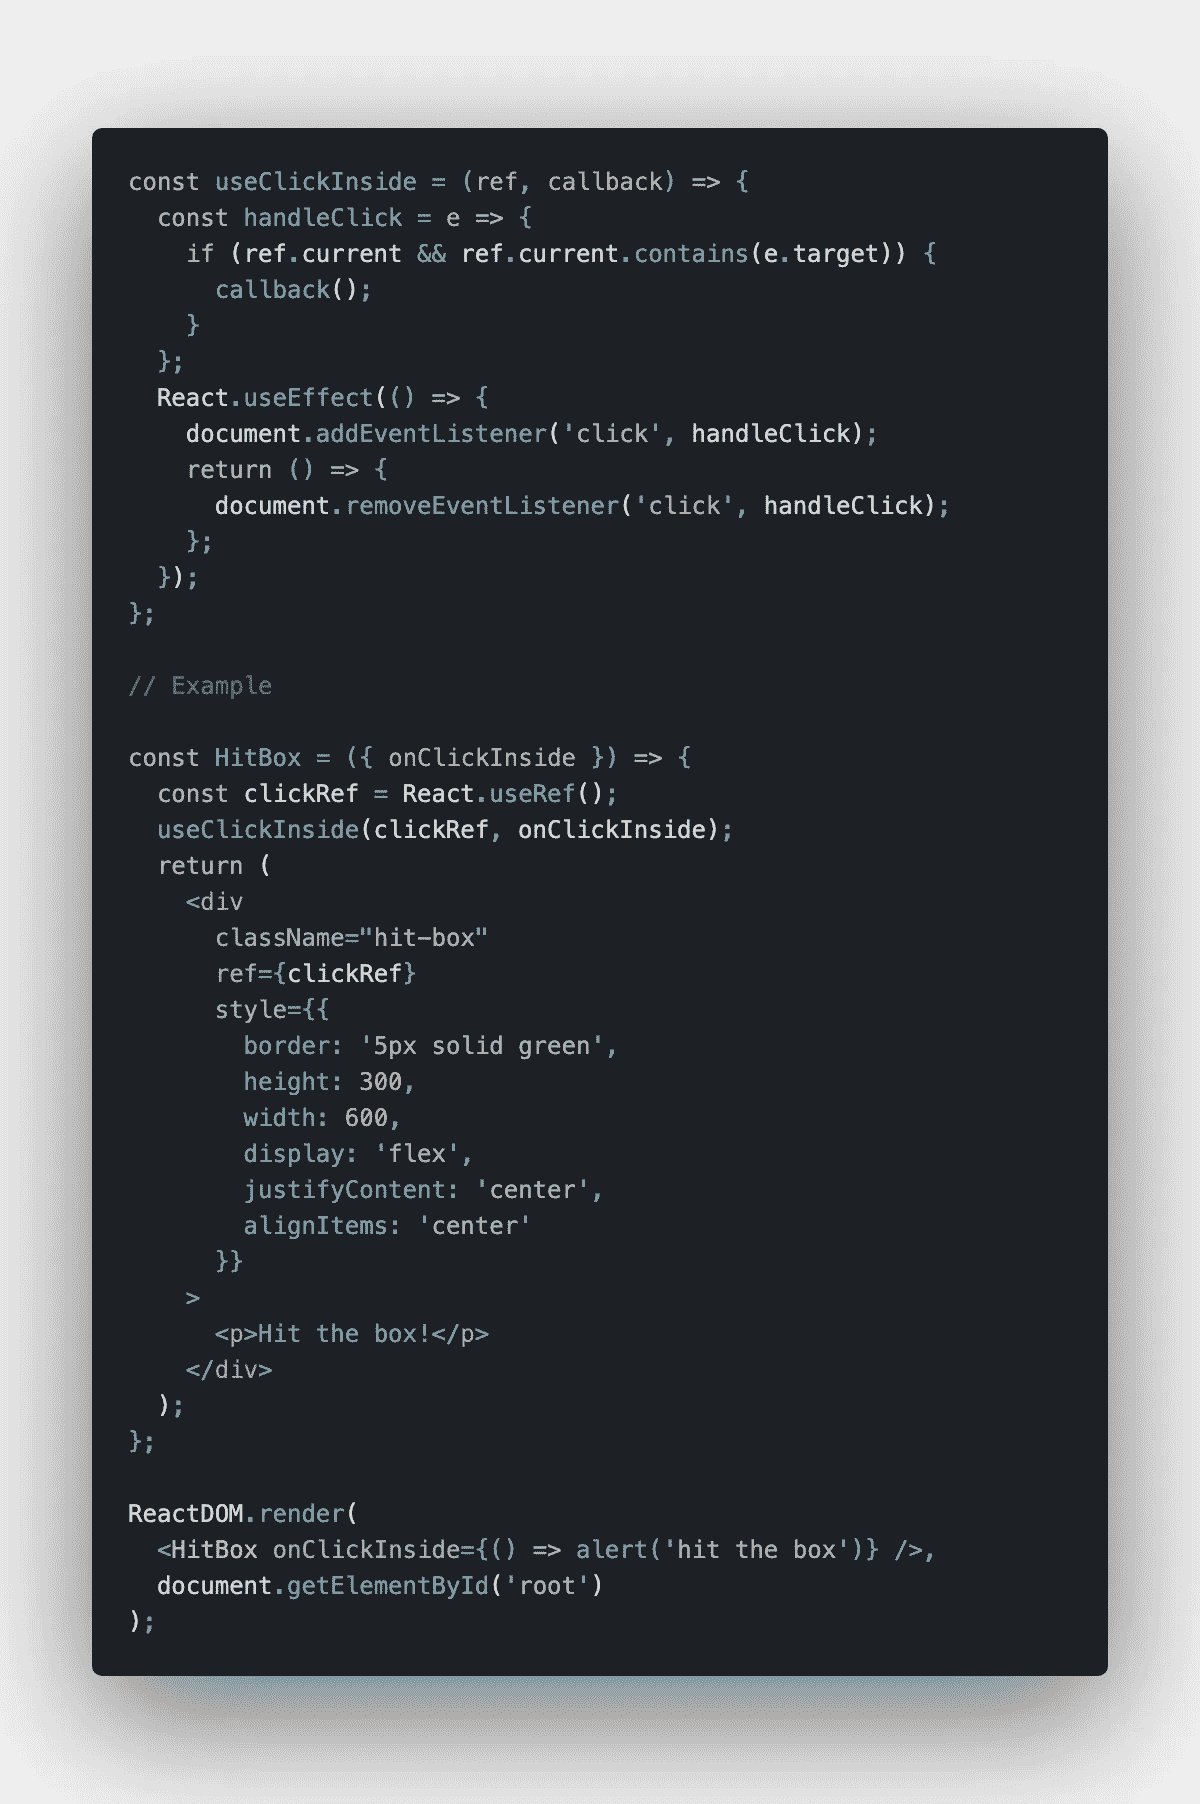 const useClickInside = (ref, callback) => {
  const handleClick = e => {
    if (ref.current && ref.current.contains(e.target)) {
      callback();
    }
  };
  React.useEffect(() => {
    document.addEventListener('click', handleClick);
    return () => {
      document.removeEventListener('click', handleClick);
    };
  });
};

// Example

const HitBox = ({ onClickInside }) => {
  const clickRef = React.useRef();
  useClickInside(clickRef, onClickInside);
  return (
    <div
      className="hit-box"
      ref={clickRef}
      style={{
        border: '5px solid green',
        height: 300,
        width: 600,
        display: 'flex',
        justifyContent: 'center',
        alignItems: 'center'
      }}
    >
      <p>Hit the box!</p>
    </div>
  );
};

ReactDOM.render(
  <HitBox onClickInside={() => alert('hit the box')} />,
  document.getElementById('root')
);